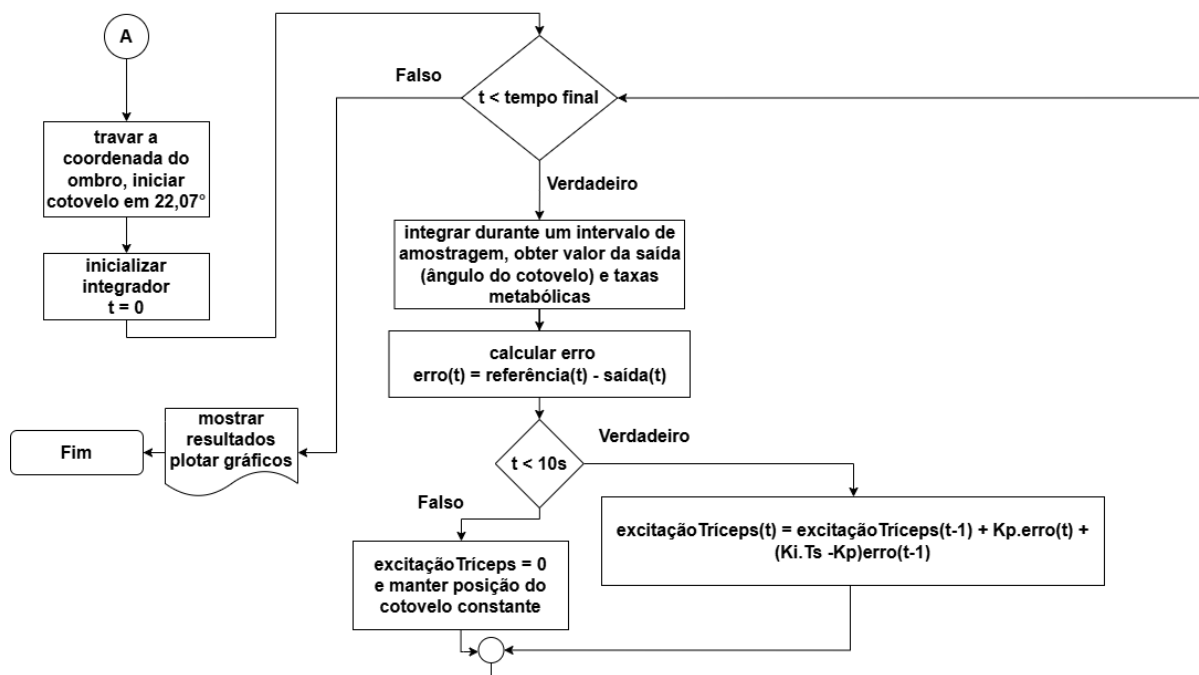 A
travar a
coordenada do
ombro, iniciar
cotovelo em 22,07°
inicializar
integrador
t = 0
t < tempo final
Falso
Verdadeiro
integrar durante um intervalo de
amostragem, obter valor da saída
(ângulo do cotovelo) e taxas
metabólicas
calcular erro
erro(t) = referência(t) - saída(t)
t < 10s
Verdadeiro
Falso
excitaçãoTríceps(t) = excitaçãoTríceps(t-1) + Kp.erro(t) +
(Ki.Ts -Kp)erro(t-1)
excitaçãoTríceps = 0
e manter posição do
cotovelo constante
mostrar
resultados
plotar gráficos
Fim